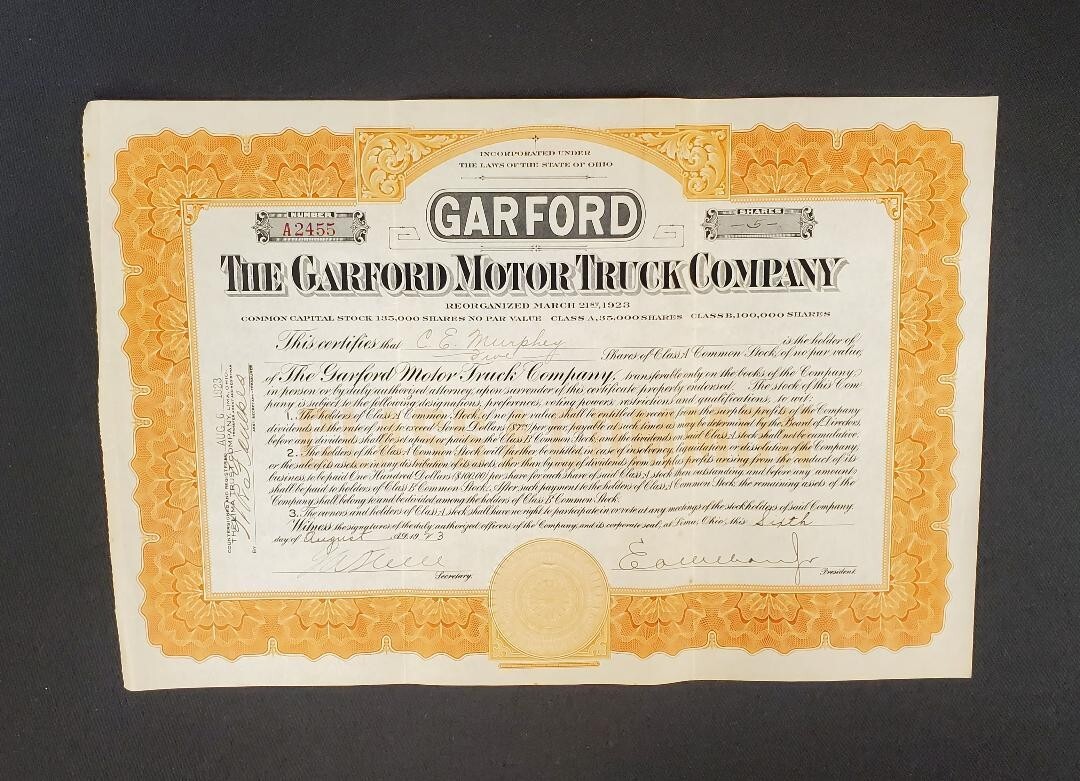 INCORPORATED UNDER
THE LAWS OF THE STATE OF OHIO
NUMBER
A2455
GARFORD
SHARES
-5-
THE GARFORD MOTOR TRUCK COMPANY
REORGANIZED MARCH 21ST, 1923
COMMON CAPITAL STOCK 135,000 SHARES NO PAR VALUE CLASS A, 35,000 SHARES CLASS B, 100,000 SHARES
This certifies that C. E. Murphey is the holder of
Five Shares of Class A Common Stock, of no par value,
of The Garford Motor Truck Company, transferable only on the books of the Company,
in person or by duly authorized attorney, upon surrender of this certificate properly endorsed. The stock of this Com-
pany is subject to the following designations, preferences, voting powers, restrictions and qualifications, to wit:
1. The holders of Class A Common Stock, of no par value, shall be entitled to receive from the surplus profits of the Company
dividends at the rate of not to exceed Seven Dollars ($7.00) per year, payable at such times as may be determined by the Board of Directors,
before any dividends shall be set apart or paid on the Class B Common Stock, and the dividends on said Class A stock shall not be cumulative.
2. The holders of the Class A Common Stock will further be entitled, in case of insolvency, liquidation or dissolution of the Company,
or the sale of its assets, or in any distribution of its assets, other than by way of dividends from surplus profits arising from the conduct of its
business, to be paid One Hundred Dollars ($100.00) per share for each share of said Class A stock then outstanding, and before any amount
shall be paid to holders of Class B Common Stock. After such payment to the holders of Class A Common Stock the remaining assets of the
Company shall belong to and be divided among the holders of Class B Common Stock.
3. The owners and holders of Class A stock shall have no right to participate in or vote at any meetings of the stockholders of said Company.
Witness the signatures of the duly authorized officers of the Company, and its corporate seal, at Lima, Ohio, this Sixth
day of August A.D. 1923
Secretary.
President.
COUNTERSIGNED AND REGISTERED
AUG 6 1923
THE LIMA TRUST COMPANY, LIMA, OHIO
BY